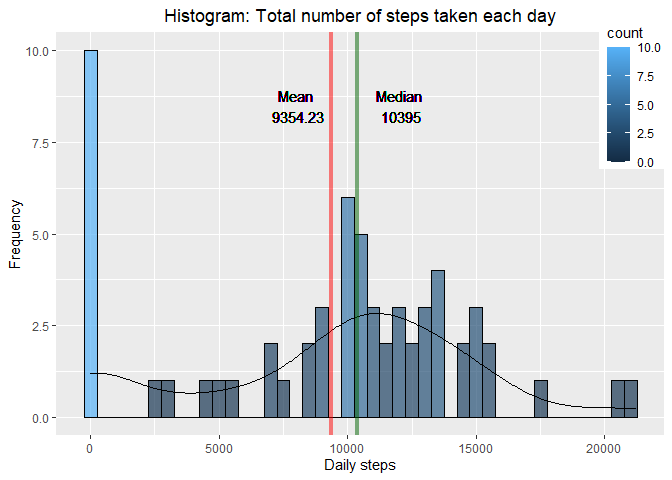 Histogram: Total number of steps taken each day
count
10.0
7.5
5.0
2.5
0.0
Mean
9354.23
Median
10395
Frequency
10.0
7.5
5.0
2.5
0.0
0
5000
10000
15000
20000
Daily steps